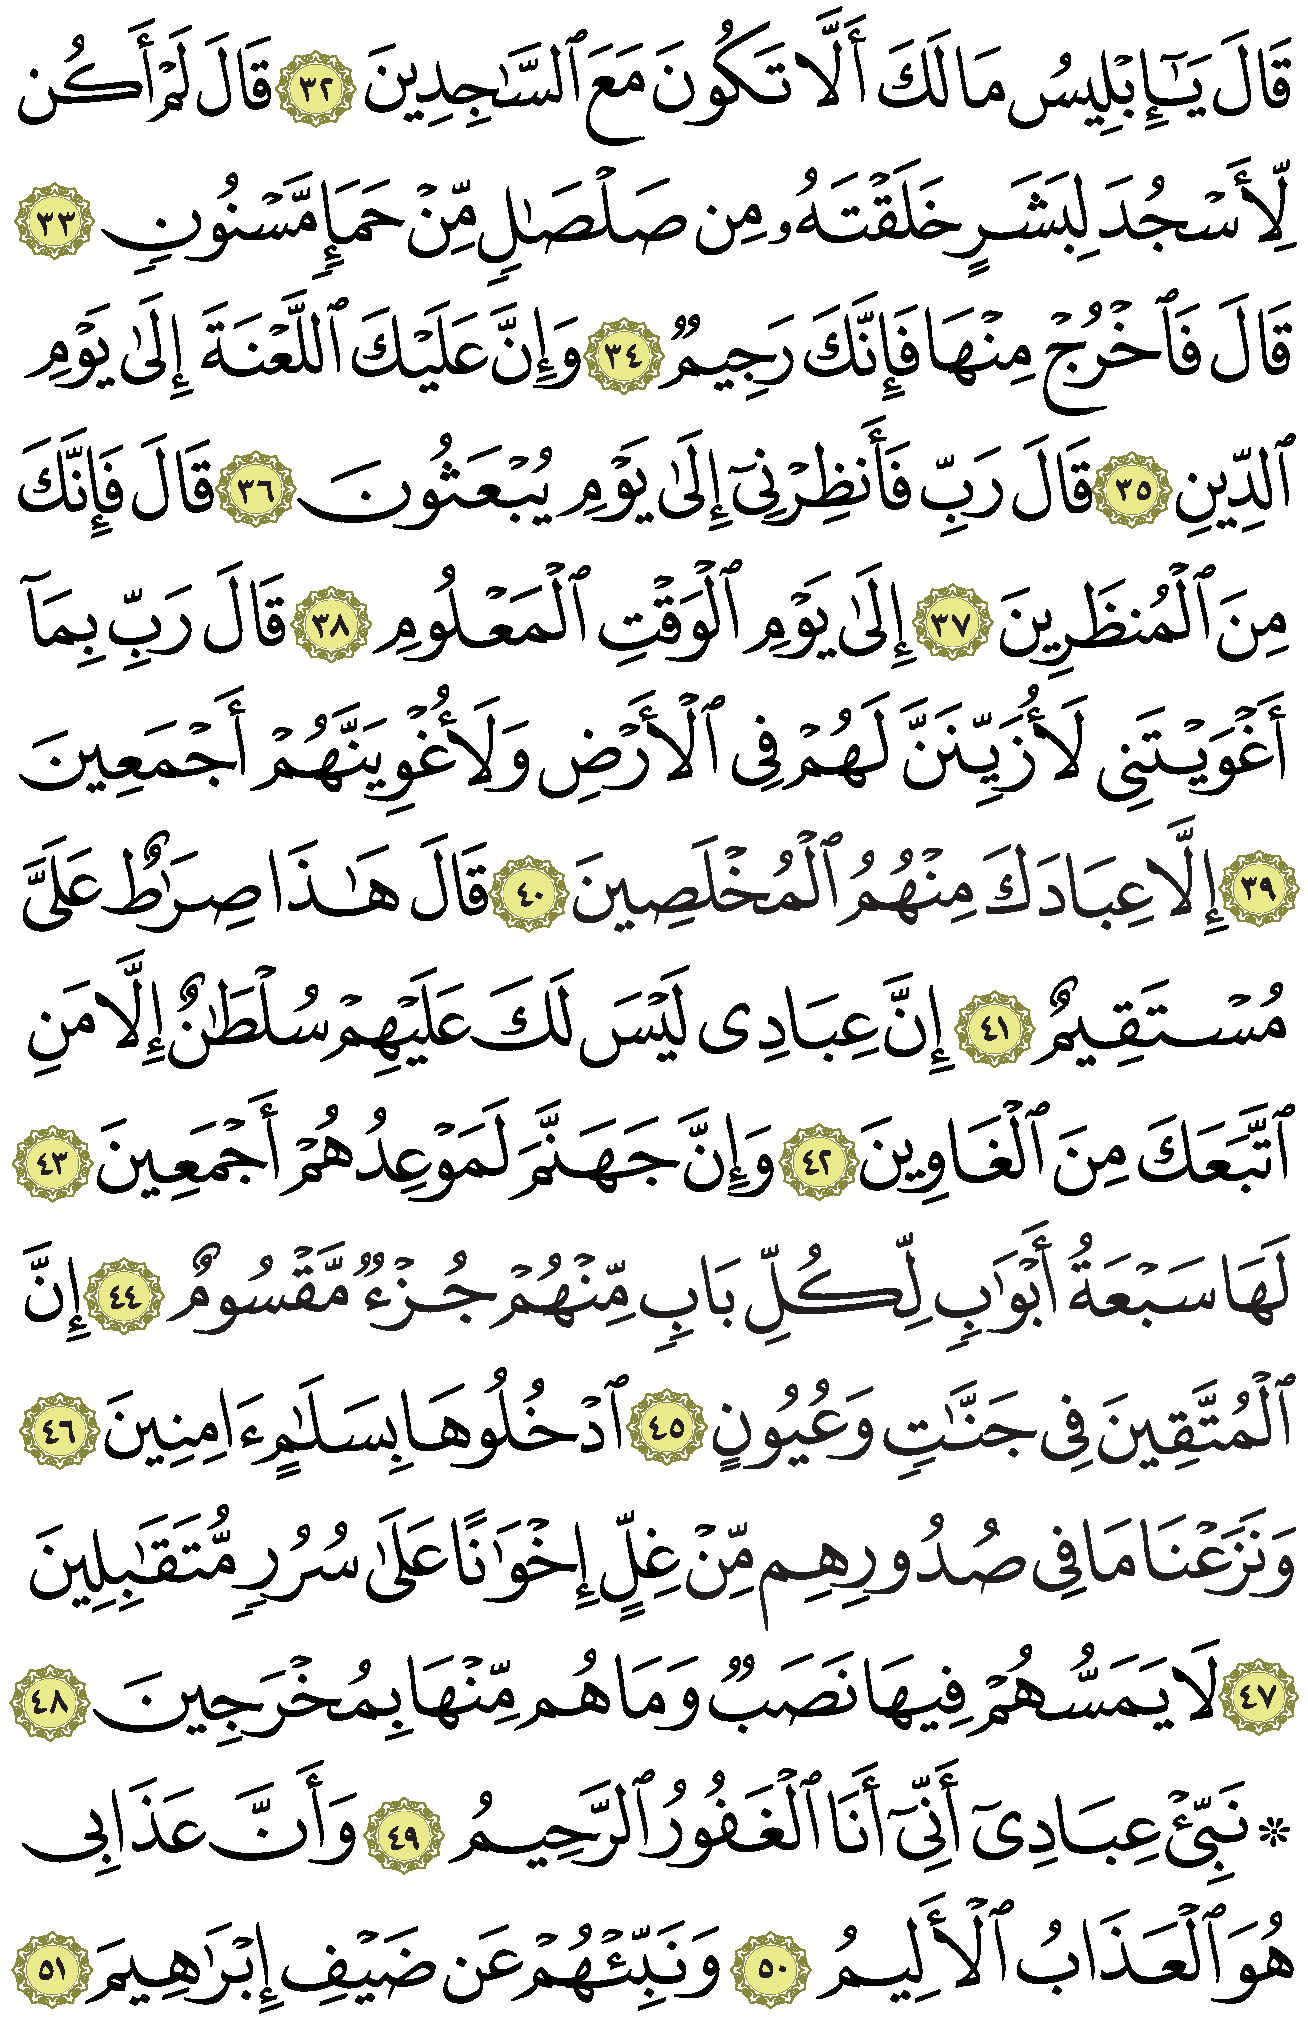 قَالَ يَـٰٓإِبْلِيسُ مَا لَكَ أَلَّا تَكُونَ مَعَ ٱلسَّـٰجِدِينَ ٣٢ قَالَ لَمْ أَكُن
لِّأَسْجُدَ لِبَشَرٍ خَلَقْتَهُۥ مِن صَلْصَـٰلٍ مِّنْ حَمَإٍ مَّسْنُونٍ ٣٣
قَالَ فَٱخْرُجْ مِنْهَا فَإِنَّكَ رَجِيمٌ ٣٤ وَإِنَّ عَلَيْكَ ٱللَّعْنَةَ إِلَىٰ يَوْمِ
ٱلدِّينِ ٣٥ قَالَ رَبِّ فَأَنظِرْنِىٓ إِلَىٰ يَوْمِ يُبْعَثُونَ ٣٦ قَالَ فَإِنَّكَ
مِنَ ٱلْمُنظَرِينَ ٣٧ إِلَىٰ يَوْمِ ٱلْوَقْتِ ٱلْمَعْلُومِ ٣٨ قَالَ رَبِّ بِمَآ
أَغْوَيْتَنِى لَأُزَيِّنَنَّ لَهُمْ فِى ٱلْأَرْضِ وَلَأُغْوِيَنَّهُمْ أَجْمَعِينَ
٣٩ إِلَّا عِبَادَكَ مِنْهُمُ ٱلْمُخْلَصِينَ ٤٠ قَالَ هَـٰذَا صِرَٰطٌ عَلَىَّ
مُسْتَقِيمٌ ٤١ إِنَّ عِبَادِى لَيْسَ لَكَ عَلَيْهِمْ سُلْطَـٰنٌ إِلَّا مَنِ
ٱتَّبَعَكَ مِنَ ٱلْغَاوِينَ ٤٢ وَإِنَّ جَهَنَّمَ لَمَوْعِدُهُمْ أَجْمَعِينَ ٤٣
لَهَا سَبْعَةُ أَبْوَٰبٍ لِّكُلِّ بَابٍ مِّنْهُمْ جُزْءٌ مَّقْسُومٌ ٤٤ إِنَّ
ٱلْمُتَّقِينَ فِى جَنَّـٰتٍ وَعُيُونٍ ٤٥ ٱدْخُلُوهَا بِسَلَـٰمٍ ءَامِنِينَ ٤٦
وَنَزَعْنَا مَا فِى صُدُورِهِم مِّنْ غِلٍّ إِخْوَٰنًا عَلَىٰ سُرُرٍ مُّتَقَـٰبِلِينَ
٤٧ لَا يَمَسُّهُمْ فِيهَا نَصَبٌ وَمَا هُم مِّنْهَا بِمُخْرَجِينَ ٤٨
* نَبِّئْ عِبَادِىٓ أَنِّىٓ أَنَا ٱلْغَفُورُ ٱلرَّحِيمُ ٤٩ وَأَنَّ عَذَابِى
هُوَ ٱلْعَذَابُ ٱلْأَلِيمُ ٥٠ وَنَبِّئْهُمْ عَن ضَيْفِ إِبْرَٰهِيمَ ٥١